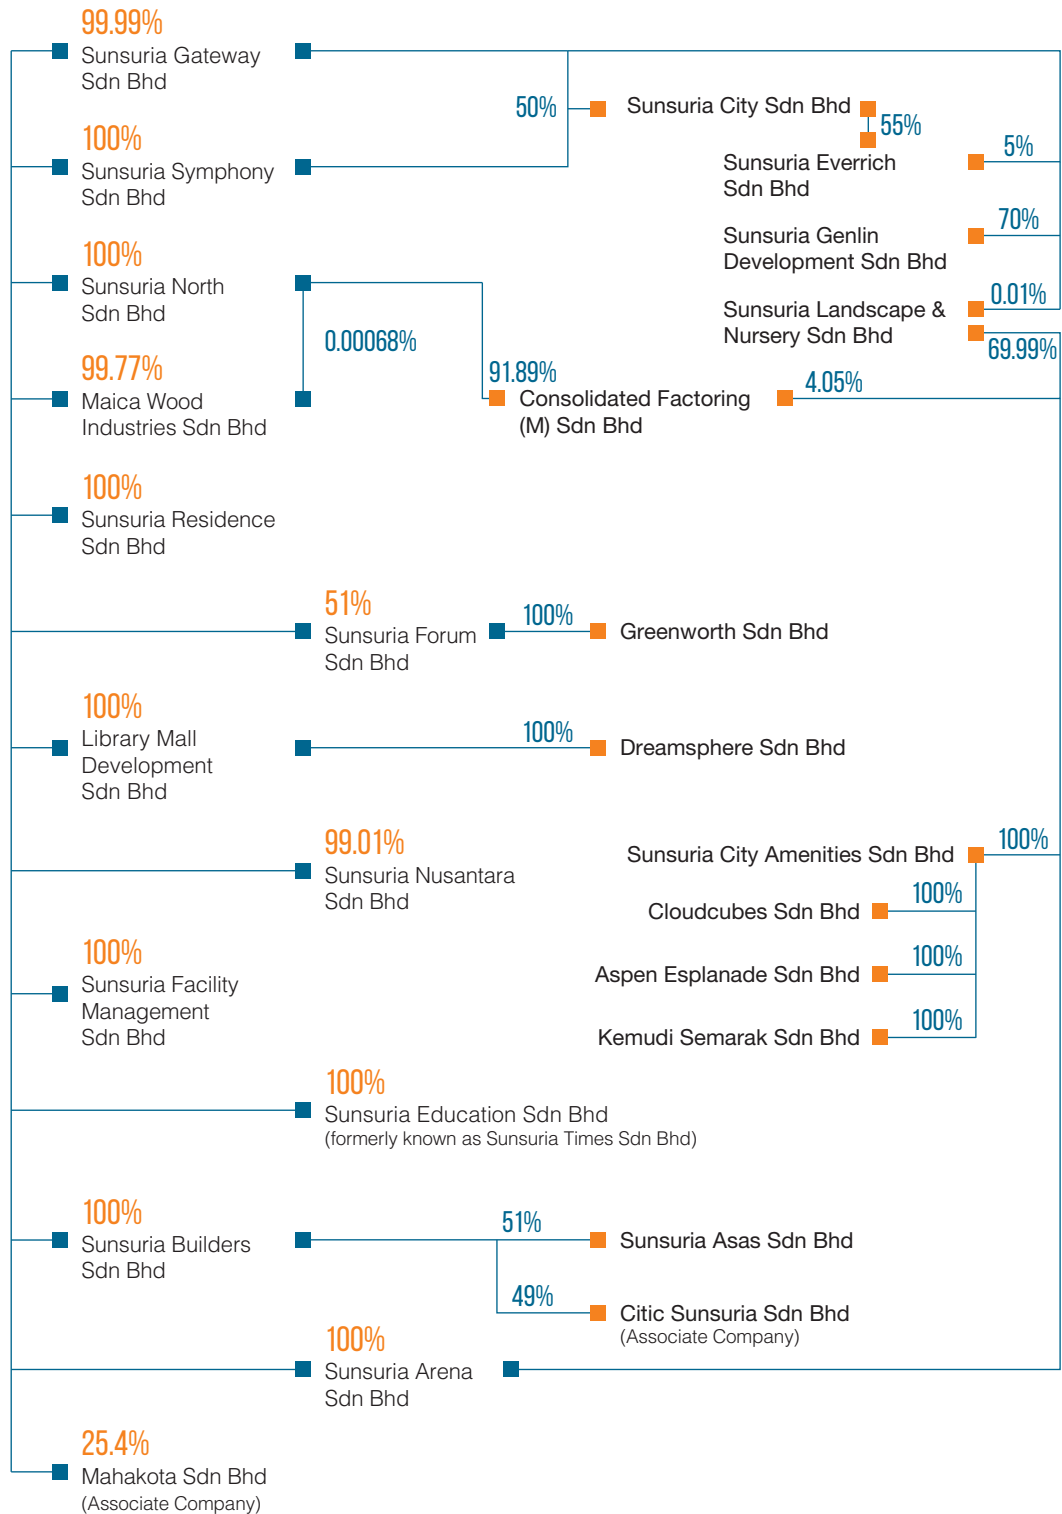 99.99%
Sunsuria Gateway
Sdn Bhd
50%
Sunsuria City Sdn Bhd
55%
100%
Sunsuria Symphony
Sdn Bhd
Sunsuria Everrich
Sdn Bhd
5%
Sunsuria Genlin
Development Sdn Bhd
70%
100%
Sunsuria North
Sdn Bhd
Sunsuria Landscape &
Nursery Sdn Bhd
0.01%
69.99%
0.00068%
99.77%
Maica Wood
Industries Sdn Bhd
91.89%
Consolidated Factoring
(M) Sdn Bhd
4.05%
100%
Sunsuria Residence
Sdn Bhd
51%
Sunsuria Forum
Sdn Bhd
100%
Greenworth Sdn Bhd
100%
Library Mall
Development
Sdn Bhd
100%
Dreamsphere Sdn Bhd
99.01%
Sunsuria Nusantara
Sdn Bhd
Sunsuria City Amenities Sdn Bhd
100%
Cloudcubes Sdn Bhd
100%
Aspen Esplanade Sdn Bhd
100%
Kemudi Semarak Sdn Bhd
100%
100%
Sunsuria Facility
Management
Sdn Bhd
100%
Sunsuria Education Sdn Bhd
(formerly known as Sunsuria Times Sdn Bhd)
100%
Sunsuria Builders
Sdn Bhd
51%
Sunsuria Asas Sdn Bhd
49%
Citic Sunsuria Sdn Bhd
(Associate Company)
100%
Sunsuria Arena
Sdn Bhd
25.4%
Mahakota Sdn Bhd
(Associate Company)